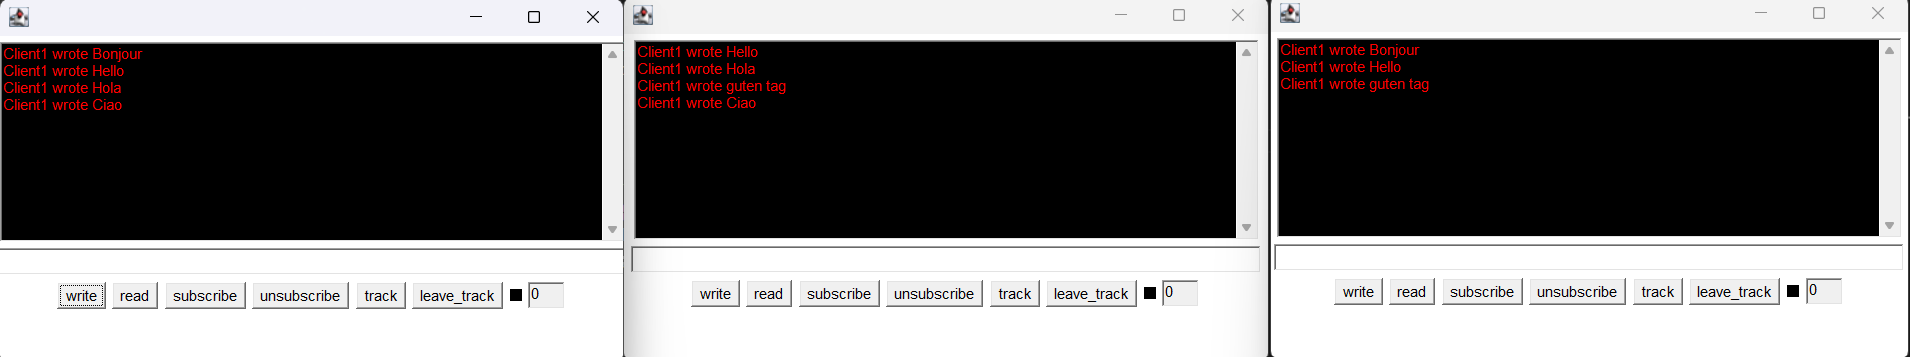 Client1 wrote Bonjour
Client1 wrote Hello
Client1 wrote Hola
Client1 wrote Ciao
write read subscribe unsubscribe track leave_track 0
Client1 wrote Hello
Client1 wrote Hola
Client1 wrote guten tag
Client1 wrote Ciao
write read subscribe unsubscribe track leave_track 0
Client1 wrote Bonjour
Client1 wrote Hello
Client1 wrote guten tag
write read subscribe unsubscribe track leave_track 0